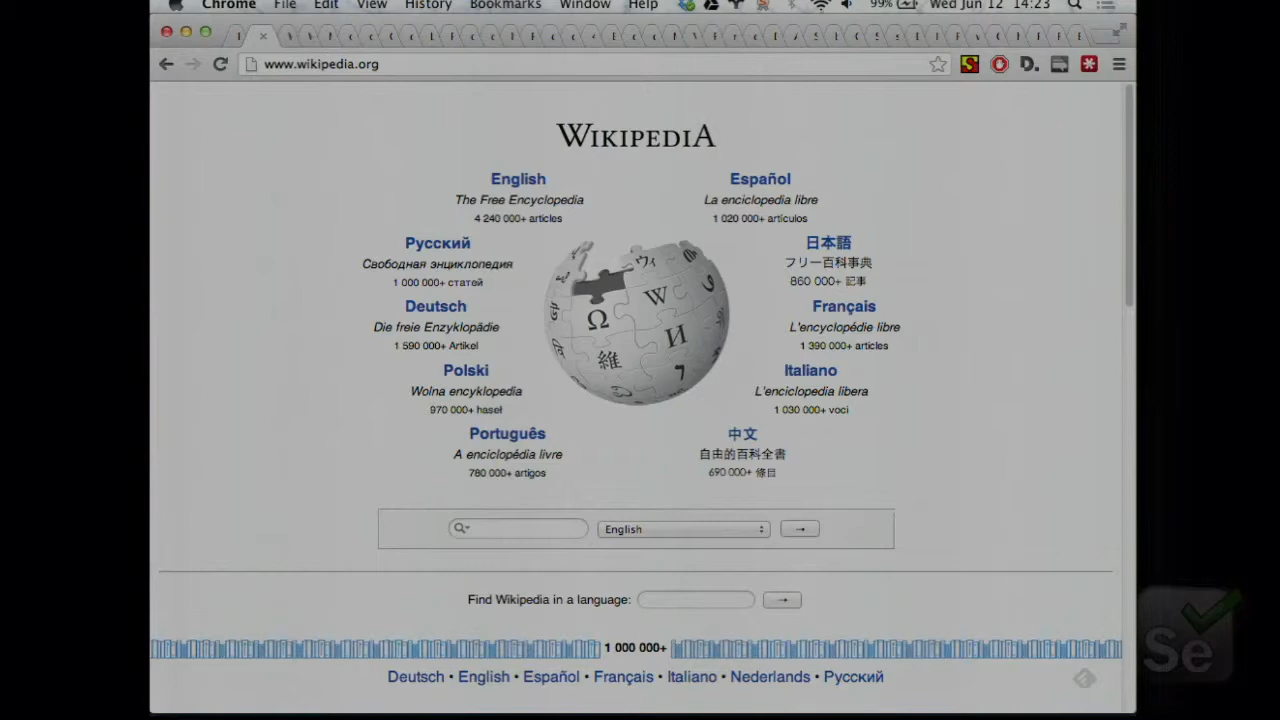 Chrome File Edit View History Bookmarks Window Help 99% Wed Jun 12 14:23
www.wikipedia.org
WIKIPEDIA
English
The Free Encyclopedia
4 240 000+ articles
Español
La enciclopedia libre
1 020 000+ artículos
Русский
Свободная энциклопедия
1 000 000+ статей
日本語
フリー百科事典
860 000+ 記事
Deutsch
Die freie Enzyklopädie
1 590 000+ Artikel
Français
L'encyclopédie libre
1 390 000+ articles
Polski
Wolna encyklopedia
970 000+ haseł
Italiano
L'enciclopedia libera
1 030 000+ voci
Português
A enciclopédia livre
780 000+ artigos
中文
自由的百科全書
690 000+ 條目
Ω W И 維 ウィ
English
Find Wikipedia in a language:
1 000 000+
Deutsch • English • Español • Français • Italiano • Nederlands • Русский
Se